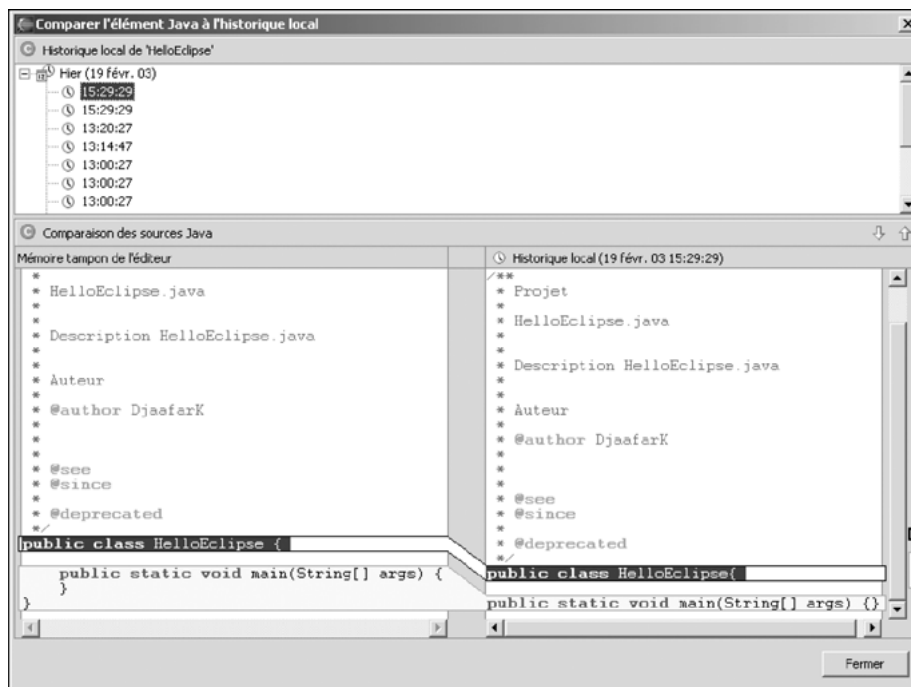 Comparer l'élément Java à l'historique local
Historique local de 'HelloEclipse'
Hier (19 févr. 03)
15:29:29
15:29:29
13:20:27
13:14:47
13:00:27
13:00:27
13:00:27
Comparaison des sources Java
Mémoire tampon de l'éditeur
*
* HelloEclipse.java
*
*
* Description HelloEclipse.java
*
*
* Auteur
*
* @author DjaafarK
*
*
*
* @see
* @since
*
* @deprecated
*/
public class HelloEclipse {
public static void main(String[] args) {
}
}
Historique local (19 févr. 03 15:29:29)
/**
* Projet
*
* HelloEclipse.java
*
*
* Description HelloEclipse.java
*
*
* Auteur
*
* @author DjaafarK
*
*
*
* @see
* @since
*
* @deprecated
*/
public class HelloEclipse{
public static void main(String[] args) {}
Fermer